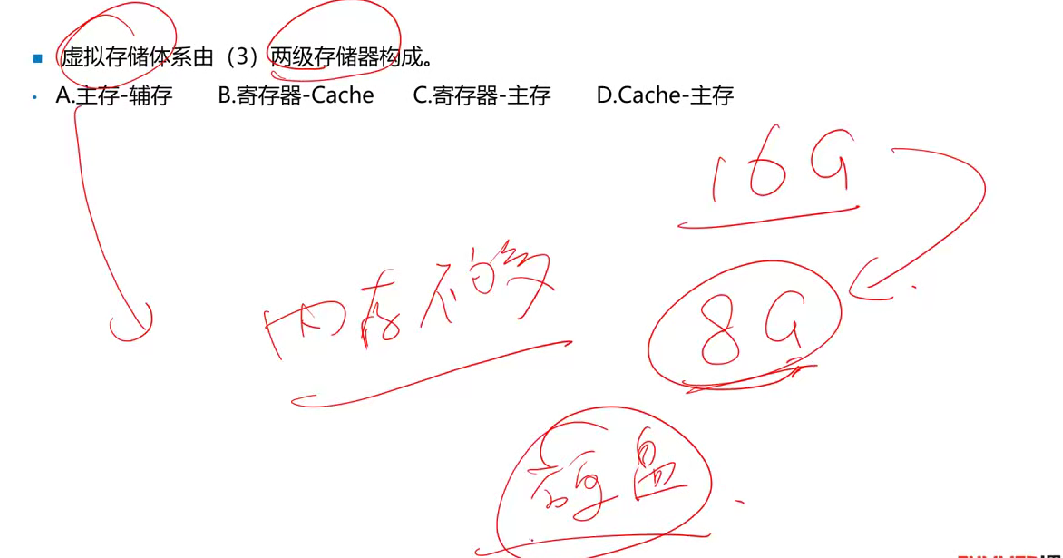 虚拟存储体系由（3）两级存储器构成。
A.主存-辅存 B.寄存器-Cache C.寄存器-主存 D.Cache-主存
16G
内存不够
8G
硬盘